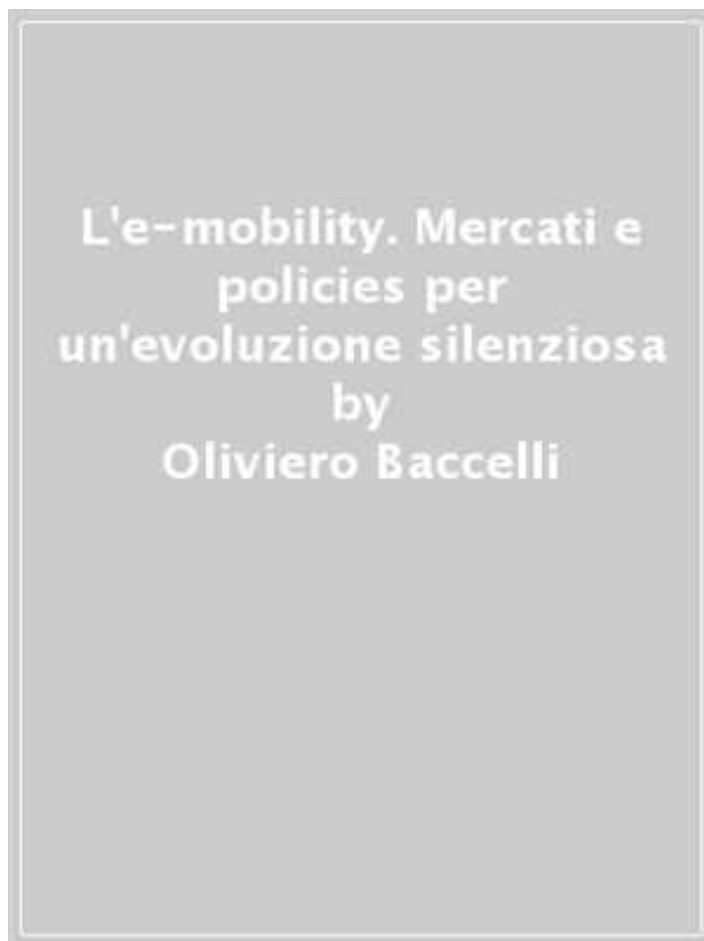 L'e-mobility. Mercati e
policies per
un'evoluzione silenziosa
by
Oliviero Baccelli